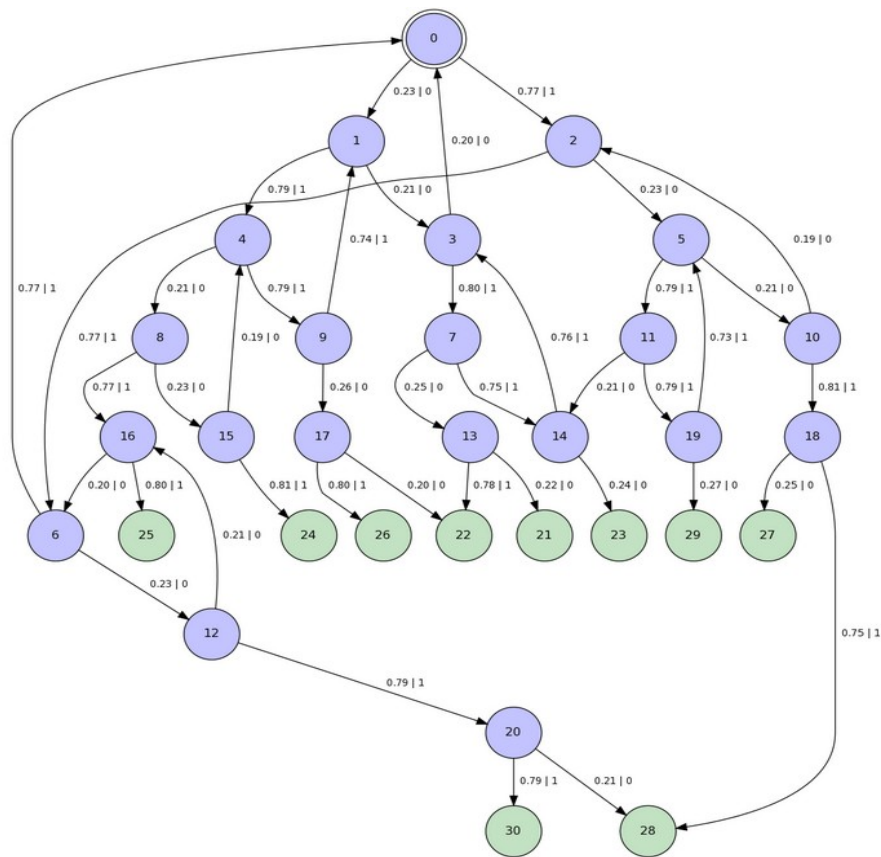 0
0.23 | 0
0.77 | 1
1
0.20 | 0
2
0.79 | 1
0.21 | 0
0.23 | 0
4
0.74 | 1
3
5
0.19 | 0
0.77 | 1
0.21 | 0
0.79 | 1
0.80 | 1
0.79 | 1
0.21 | 0
0.77 | 1
8
0.19 | 0
9
7
0.76 | 1
11
0.73 | 1
10
0.77 | 1
0.23 | 0
0.26 | 0
0.25 | 0
0.75 | 1
0.21 | 0
0.79 | 1
0.81 | 1
16
15
17
13
14
19
18
0.20 | 0
0.80 | 1
0.81 | 1
0.80 | 1
0.20 | 0
0.78 | 1
0.22 | 0
0.24 | 0
0.27 | 0
0.25 | 0
6
25
0.21 | 0
24
26
22
21
23
29
27
0.23 | 0
12
0.75 | 1
0.79 | 1
20
0.79 | 1
0.21 | 0
30
28